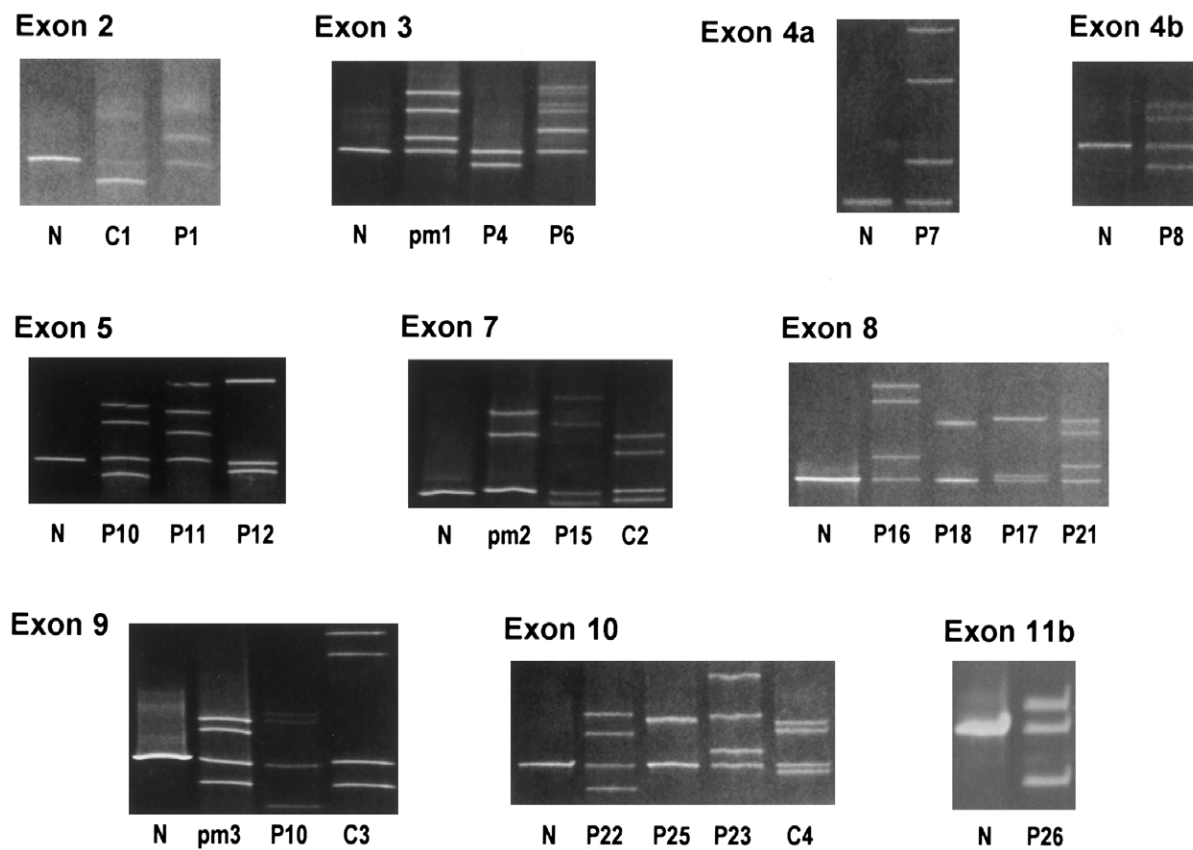 Exon 2
Exon 3
Exon 4a
Exon 4b
N C1 P1
N pm1 P4 P6
N P7
N P8
Exon 5
Exon 7
Exon 8
N P10 P11 P12
N pm2 P15 C2
N P16 P18 P17 P21
Exon 9
Exon 10
Exon 11b
N pm3 P10 C3
N P22 P25 P23 C4
N P26